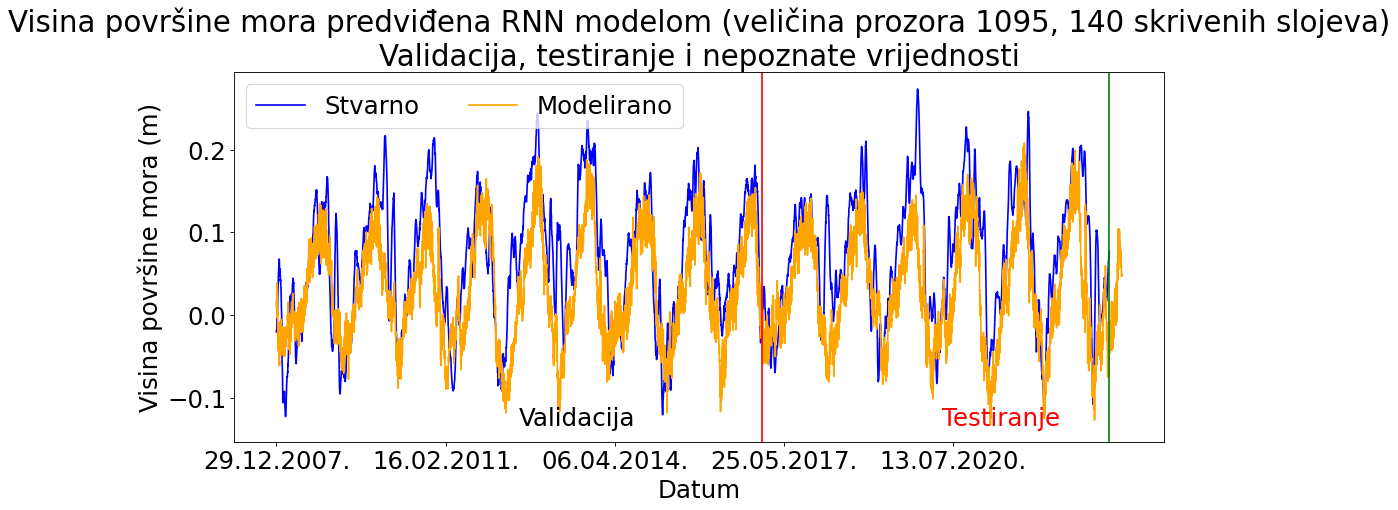 Visina površine mora predviđena RNN modelom (veličina prozora 1095, 140 skrivenih slojeva)
Validacija, testiranje i nepoznate vrijednosti
Stvarno
Modelirano
Visina površine mora (m)
0.2
0.1
0.0
−0.1
Validacija
Testiranje
29.12.2007.
16.02.2011.
06.04.2014.
25.05.2017.
13.07.2020.
Datum